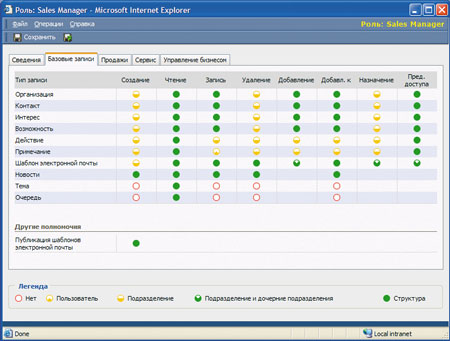 Роль: Sales Manager - Microsoft Internet Explorer
Файл Операции Справка Роль: Sales Manager
Сохранить
Сведения Базовые записи Продажи Сервис Управление бизнесом
Тип записи Создание Чтение Запись Удаление Добавление Добавл. к Назначение Пред. доступа
Организация
Контакт
Интерес
Возможность
Действие
Примечание
Шаблон электронной почты
Новости
Тема
Очередь
Другие полномочия
Публикация шаблонов
электронной почты
Легенда
Нет Пользователь Подразделение Подразделение и дочерние подразделения Структура
Done Local intranet